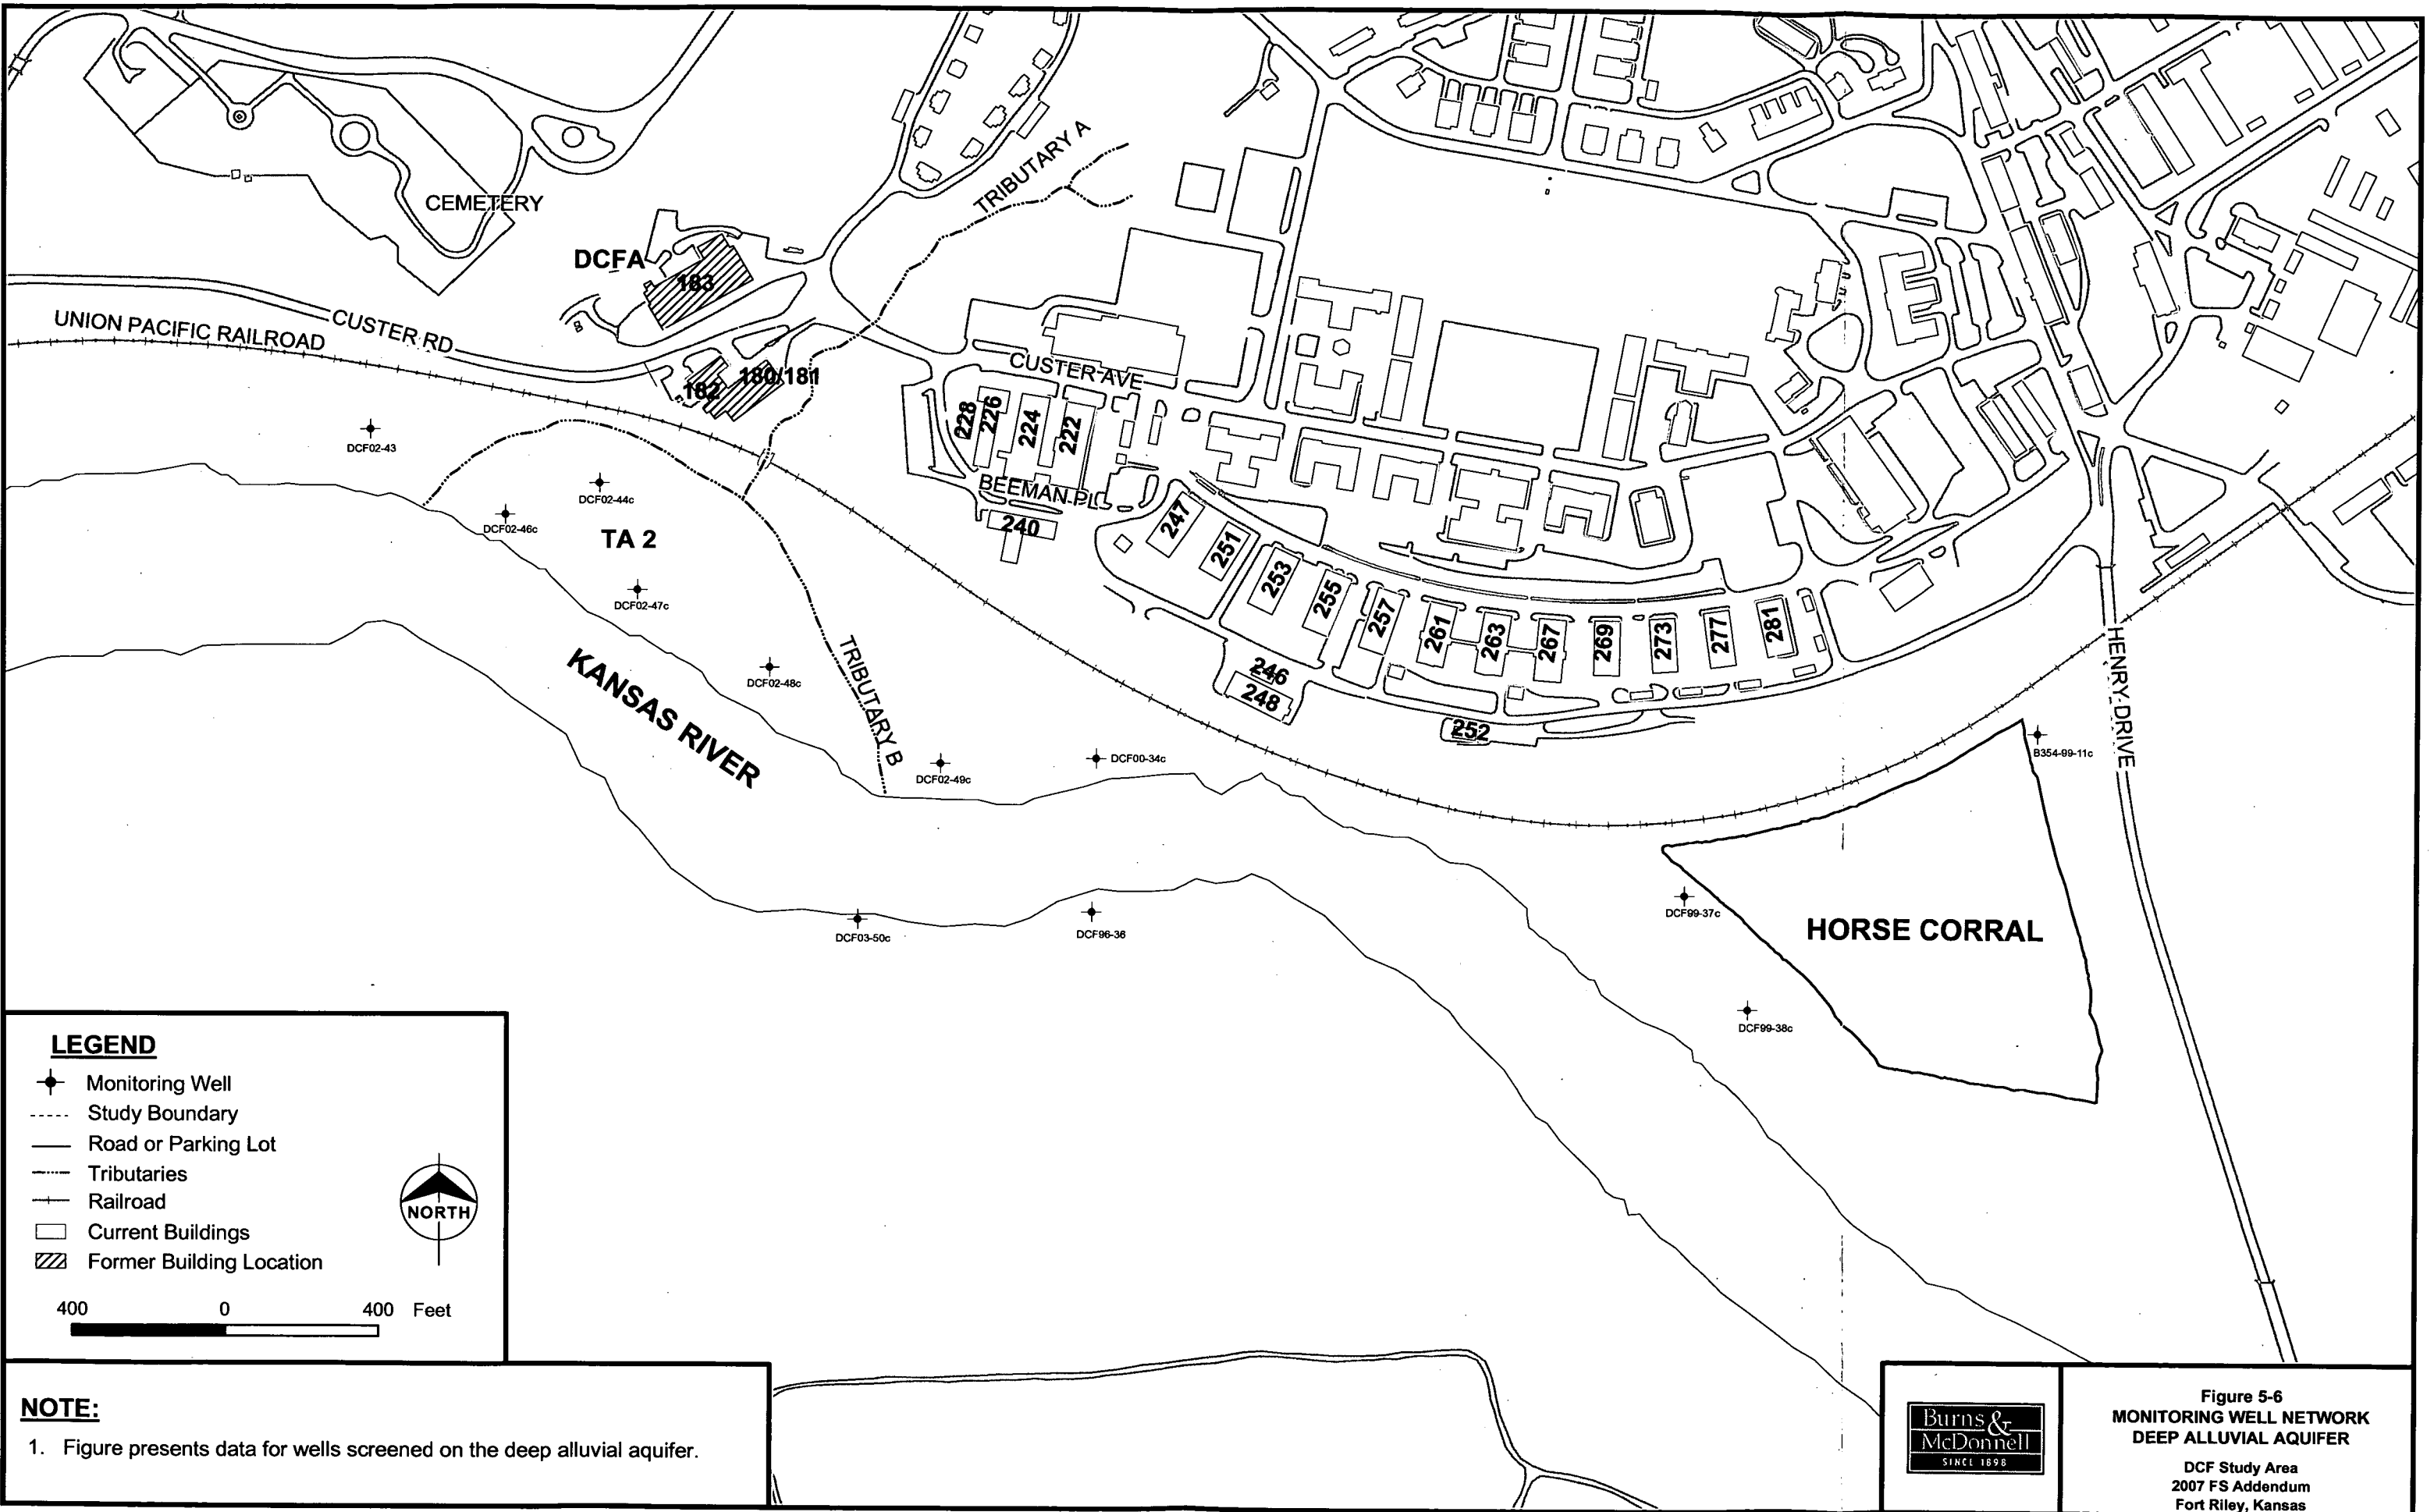 TRIBUTARY A
CEMETERY
DCFA
183
UNION PACIFIC RAILROAD
CUSTER RD
182
180/181
CUSTER AVE
228
226
224
222
DCF02-43
DCF02-44c
DCF02-46c
BEEMAN PL
240
247
251
TA 2
253
255
257
261
263
267
269
273
277
281
DCF02-47c
KANSAS RIVER
DCF02-48c
TRIBUTARY B
246
248
252
HENRY DRIVE
B354-99-11c
DCF02-49c
DCF00-34c
DCF03-50c
DCF96-36
DCF99-37c
HORSE CORRAL
DCF99-38c
LEGEND
Monitoring Well
Study Boundary
Road or Parking Lot
Tributaries
Railroad
Current Buildings
Former Building Location
NORTH
400 0 400 Feet
NOTE:
1. Figure presents data for wells screened on the deep alluvial aquifer.
Burns &
McDonnell
SINCE 1898
Figure 5-6
MONITORING WELL NETWORK
DEEP ALLUVIAL AQUIFER
DCF Study Area
2007 FS Addendum
Fort Riley, Kansas